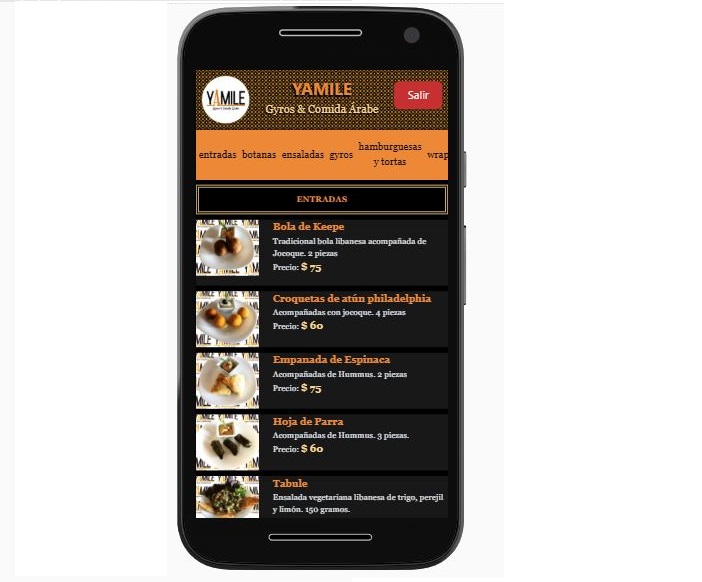 YAMILE
YAMILE
Gyros & Comida Árabe
Salir
entradas botanas ensaladas gyros hamburguesas y tortas wrap
ENTRADAS
Bola de Keepe
Tradicional bola libanesa acompañada de
Jocoque. 2 piezas
Precio: $ 75
Croquetas de atún philadelphia
Acompañadas con jocoque. 4 piezas
Precio: $ 60
Empanada de Espinaca
Acompañadas de Hummus. 2 piezas
Precio: $ 75
Hoja de Parra
Acompañadas de Hummus. 3 piezas.
Precio: $ 60
Tabule
Ensalada vegetariana libanesa de trigo, perejil
y limón. 150 gramos.